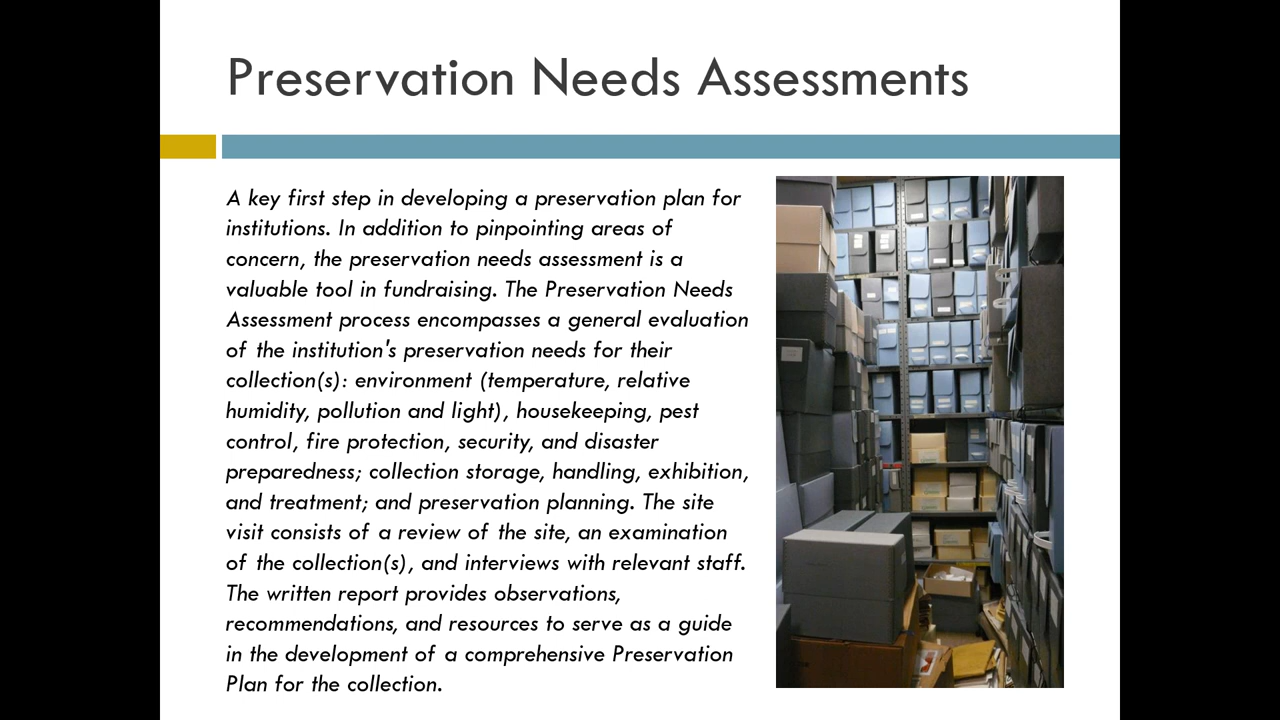 Preservation Needs Assessments
A key first step in developing a preservation plan for
institutions. In addition to pinpointing areas of
concern, the preservation needs assessment is a
valuable tool in fundraising. The Preservation Needs
Assessment process encompasses a general evaluation
of the institution's preservation needs for their
collection(s): environment (temperature, relative
humidity, pollution and light), housekeeping, pest
control, fire protection, security, and disaster
preparedness; collection storage, handling, exhibition,
and treatment; and preservation planning. The site
visit consists of a review of the site, an examination
of the collection(s), and interviews with relevant staff.
The written report provides observations,
recommendations, and resources to serve as a guide
in the development of a comprehensive Preservation
Plan for the collection.